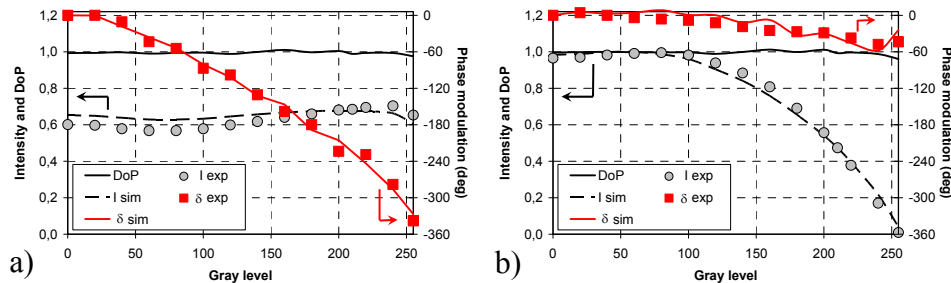 1,2
1,0
0,8
0,6
0,4
0,2
0,0
Intensity and DoP
0
-60
-120
-180
-240
-300
-360
Phase modulation (deg)
DoP
I exp
I sim
δ exp
δ sim
0 50 100 150 200 250
Gray level
a)
1,2
1,0
0,8
0,6
0,4
0,2
0,0
Intensity and DoP
0
-60
-120
-180
-240
-300
-360
Phase modulation (deg)
DoP
I exp
I sim
δ exp
δ sim
0 50 100 150 200 250
Gray level
b)